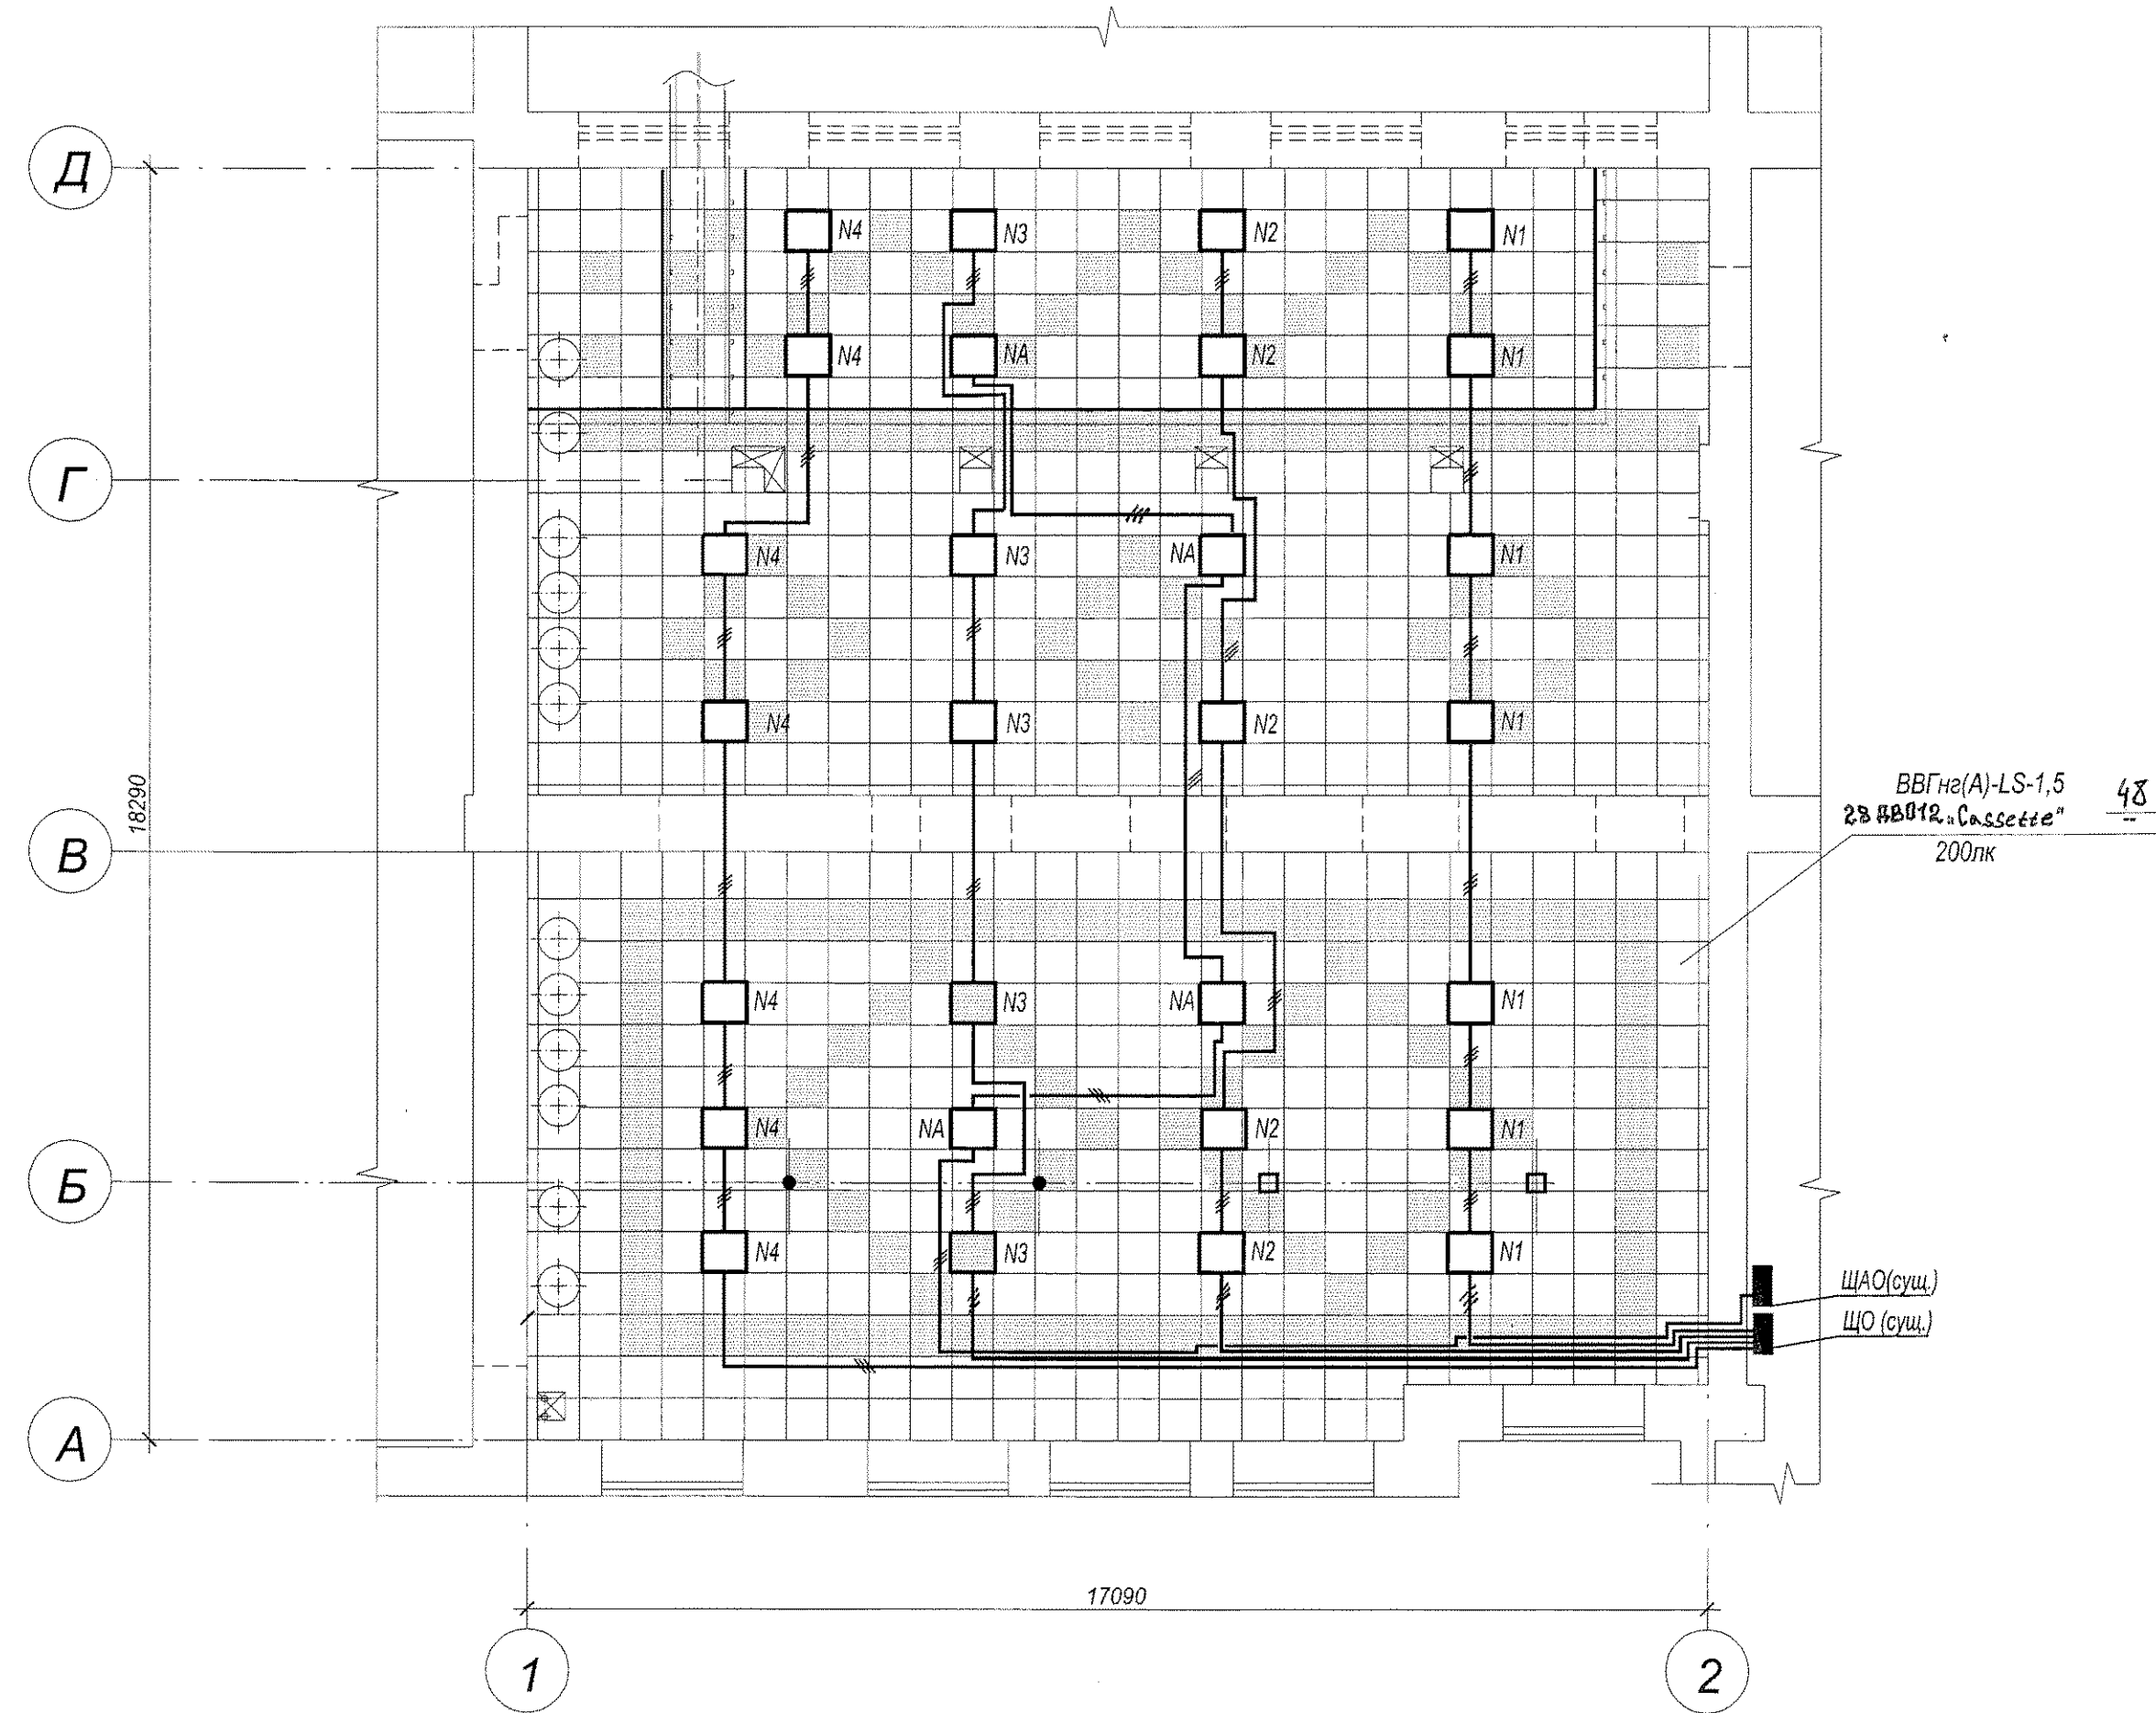 Д
N4 N3 N2 N1
N4 NA N2 N1
Г
N4 N3 NA N1
N4 N3 N2 N1
18290
ВВГнг(А)-LS-1,5
28 ДВО12 „Cassette" 48
200лк
В
N4 N3 NA N1
N4 NA N2 N1
Б
N4 N3 N2 N1
ЩАО(сущ.)
ЩО (сущ.)
А
17090
1
2